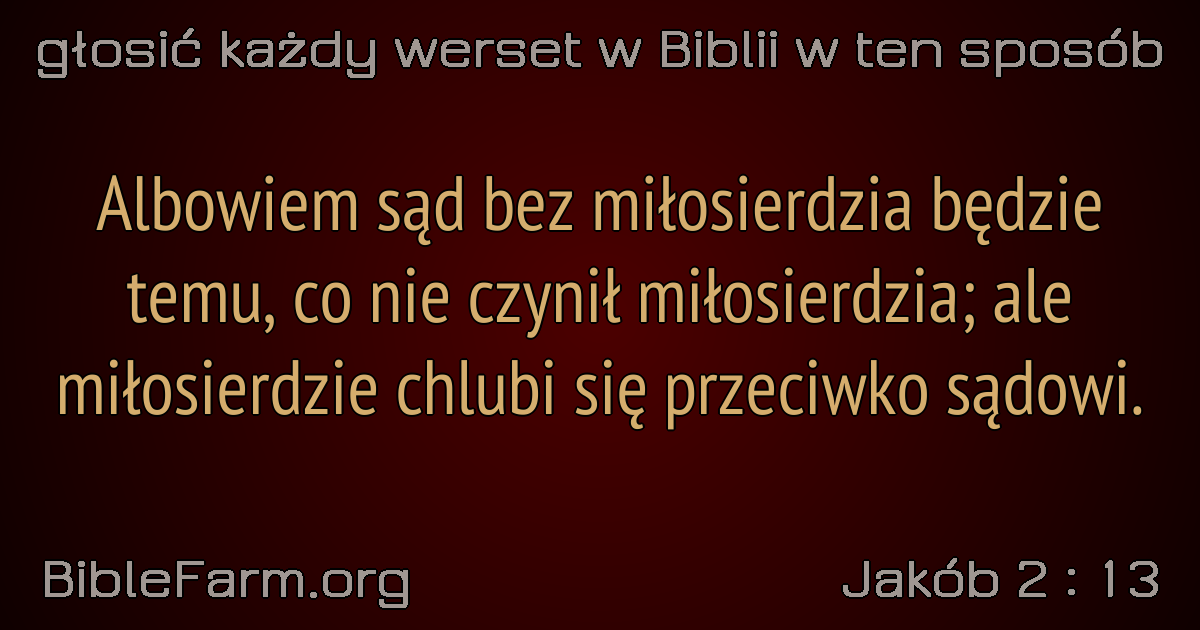 głosić każdy werset w Biblii w ten sposób
Albowiem sąd bez miłosierdzia będzie
temu, co nie czynił miłosierdzia; ale
miłosierdzie chlubi się przeciwko sądowi.
BibleFarm.org
Jakób 2 : 13